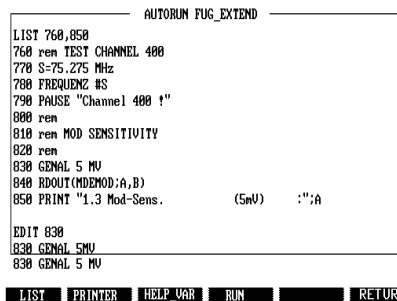 AUTORUN FUG_EXTEND
LIST 760,850
760 rem TEST CHANNEL 400
770 S=75.275 MHz
780 FREQUENZ #S
790 PAUSE "Channel 400 !"
800 rem
810 rem MOD SENSITIVITY
820 rem
830 GENAL 5 MV
840 RDOUT(MDEMOD;A,B)
850 PRINT "1.3 Mod-Sens. (5mV) :";A
EDIT 830
830 GENAL 5MV
830 GENAL 5 MV
LIST PRINTER HELP_VAR RUN RETUR